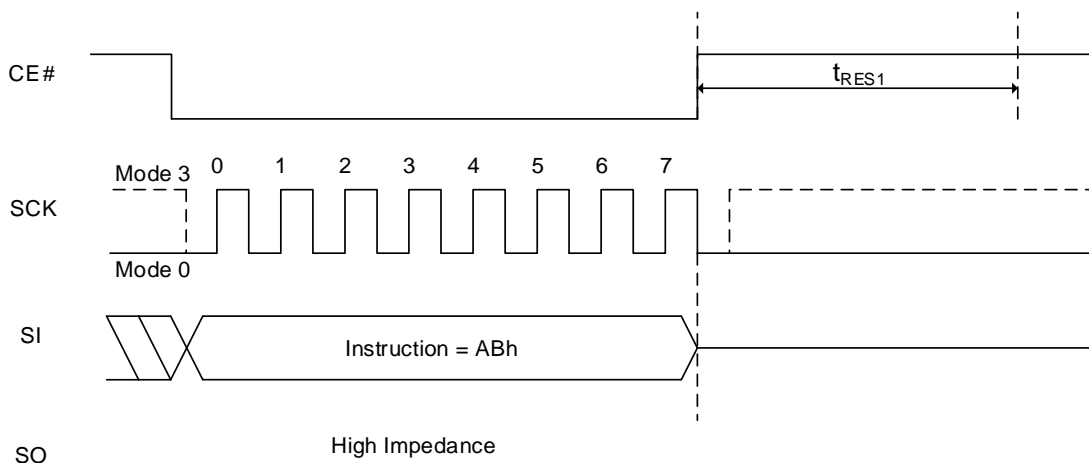 CE#
tRES1
Mode 3
0 1 2 3 4 5 6 7
SCK
Mode 0
SI
Instruction = ABh
High Impedance
SO